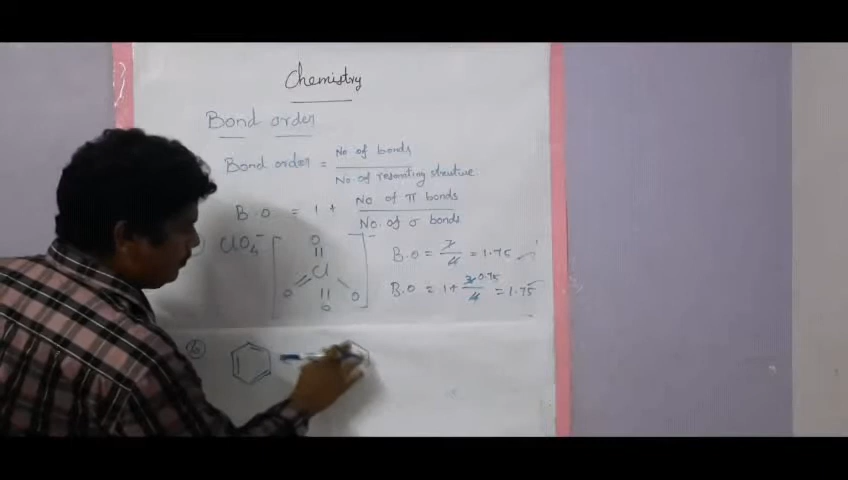 Chemistry
Bond order
Bond order = No of bonds / No. of resonating structure
B.O = 1 + No of π bonds / No. of σ bonds
ClO4⁻ [ O Cl O O O ]⁻ B.O = 7/4 = 1.75
B.O = 1 + 3/4 0.75 = 1.75